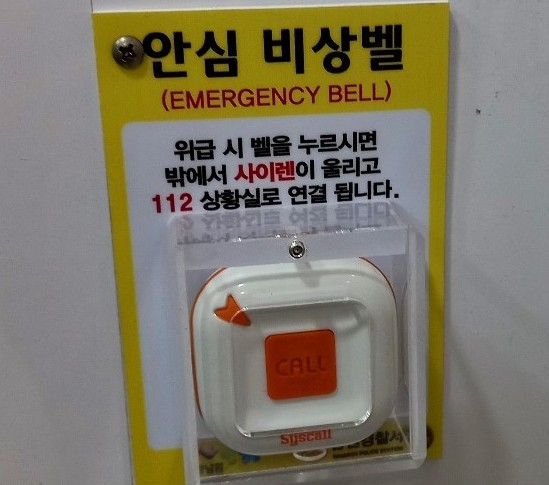 안심 비상벨
(EMERGENCY BELL)
위급 시 벨을 누르시면
밖에서 사이렌이 울리고
112 상황실로 연결 됩니다.
CALL
Syscall